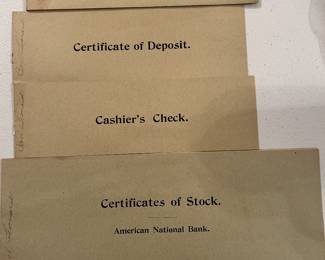 Certificate of Deposit.
Cashier's Check.
Certificates of Stock.
American National Bank.